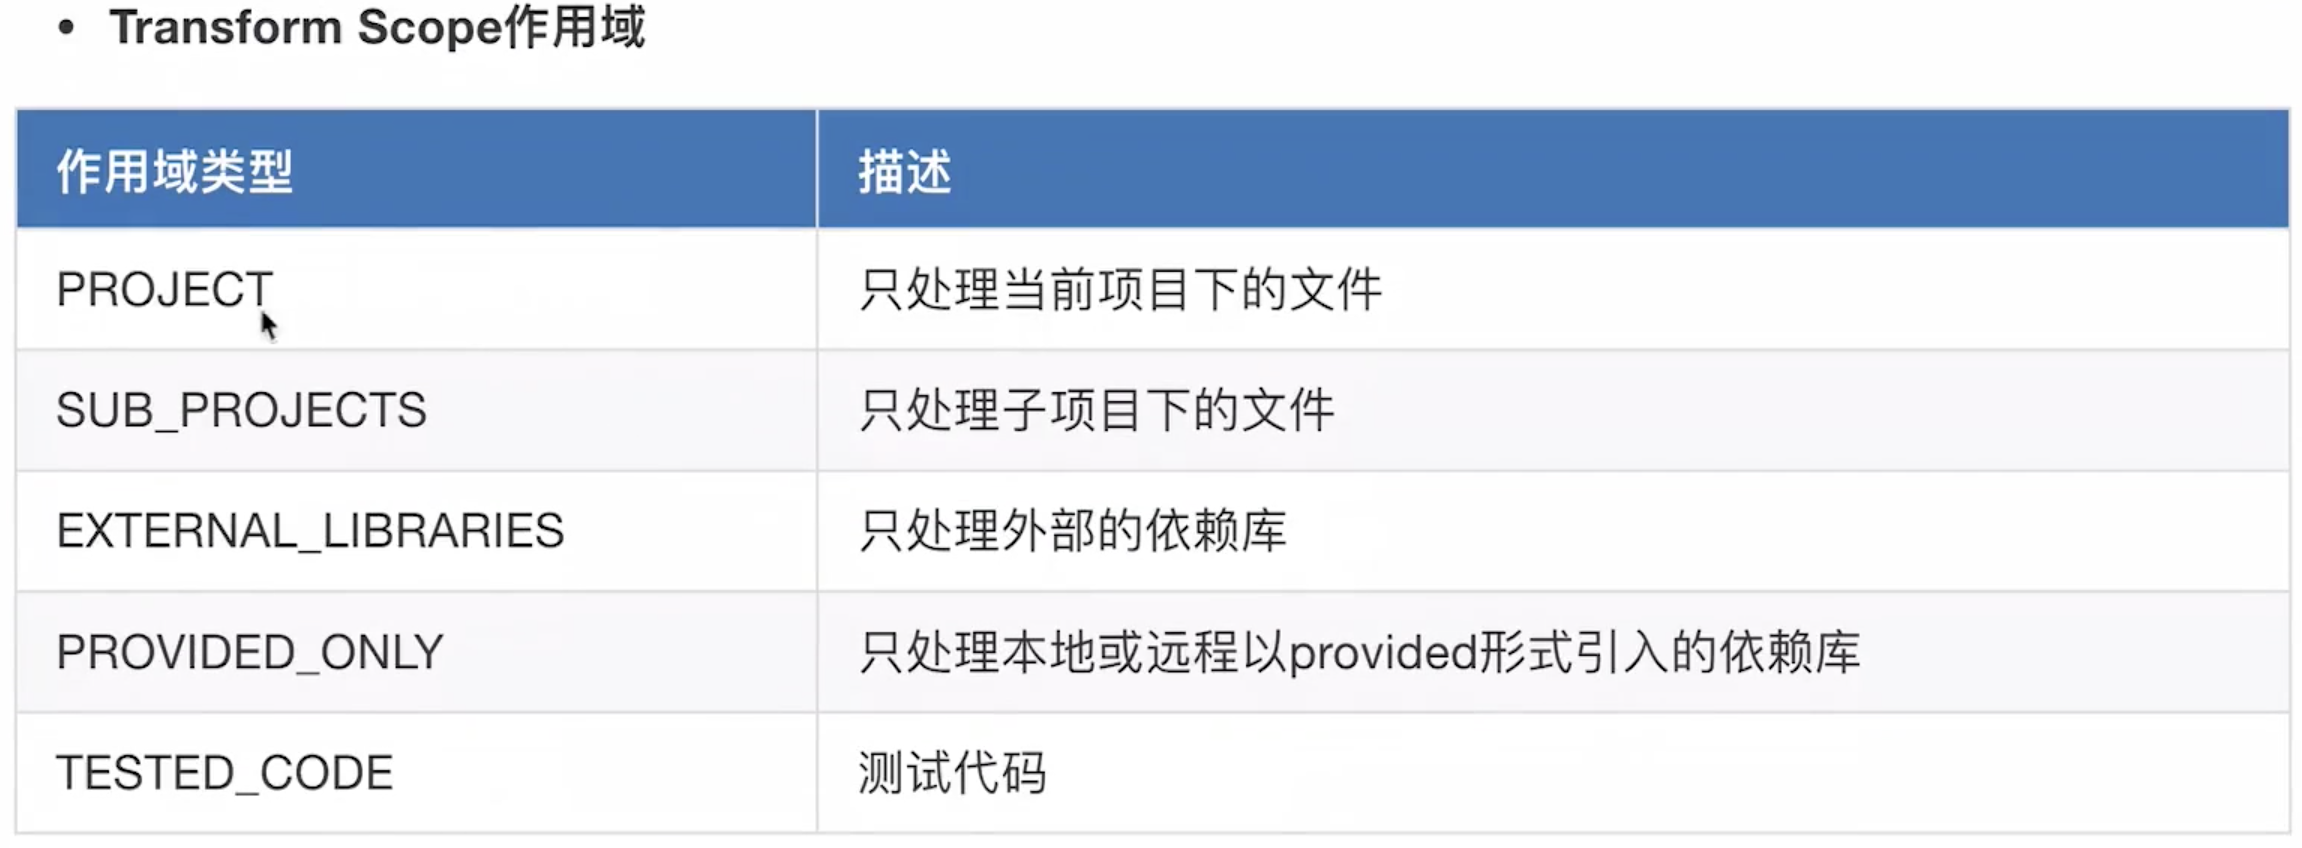 • Transform Scope作用域
作用域类型 描述
PROJECT 只处理当前项目下的文件
SUB_PROJECTS 只处理子项目下的文件
EXTERNAL_LIBRARIES 只处理外部的依赖库
PROVIDED_ONLY 只处理本地或远程以provided形式引入的依赖库
TESTED_CODE 测试代码